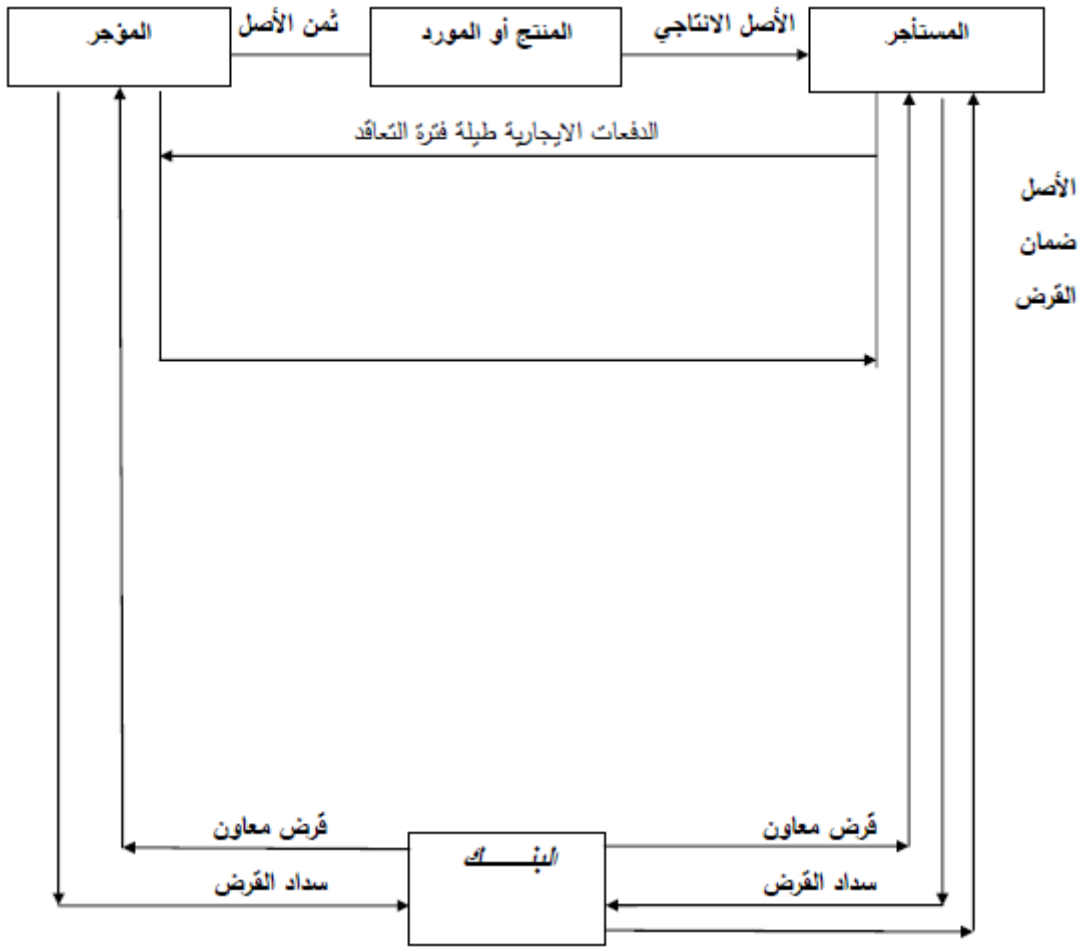 المستأجر
الأصل الانتاجي
المنتج أو المورد
ثمن الأصل
المؤجر
الدفعات الايجارية طيلة فترة التعاقد
الأصل
ضمان
القرض
قرض معاون
قرض معاون
البنــــــك
سداد القرض
سداد القرض